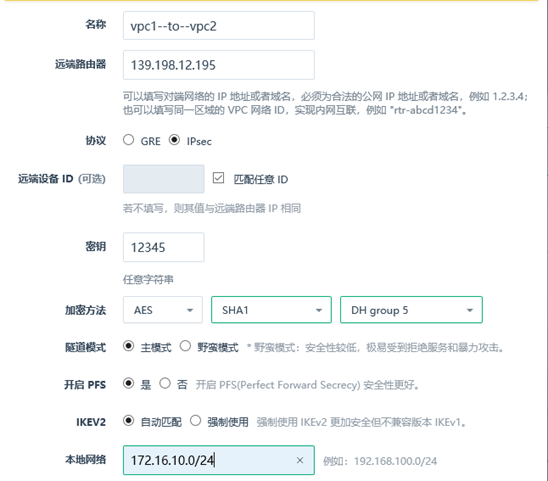 名称 vpc1--to--vpc2
远端路由器 139.198.12.195
可以填写对端网络的 IP 地址或者域名，必须为合法的公网 IP 地址或者域名，例如 1.2.3.4；
也可以填写同一区域的 VPC 网络 ID，实现内网互联，例如 "rtr-abcd1234"。
协议 GRE IPsec
远端设备 ID (可选) 匹配任意 ID
若不填写，则其值与远端路由器 IP 相同
密钥 12345
任意字符串
加密方法 AES SHA1 DH group 5
隧道模式 主模式 野蛮模式 * 野蛮模式：安全性较低，极易受到拒绝服务和暴力攻击。
开启 PFS 是 否 开启 PFS(Perfect Forward Secrecy) 安全性更好。
IKEV2 自动匹配 强制使用 强制使用 IKEv2 更加安全但不兼容版本 IKEv1。
本地网络 172.16.10.0/24 × 例如：192.168.100.0/24